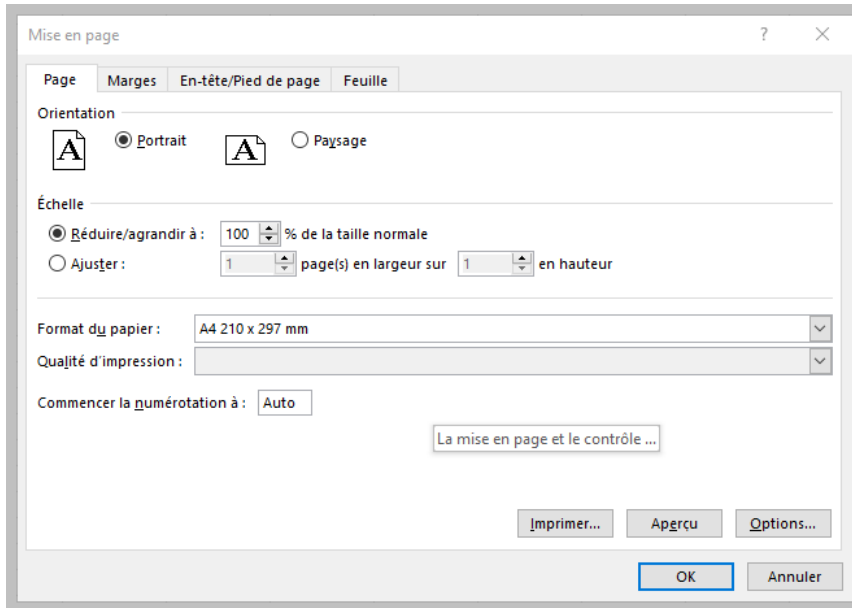 Mise en page ?
Page Marges En-tête/Pied de page Feuille
Orientation
A Portrait A Paysage
Échelle
Réduire/agrandir à : 100 % de la taille normale
Ajuster : 1 page(s) en largeur sur 1 en hauteur
Format du papier : A4 210 x 297 mm
Qualité d'impression :
Commencer la numérotation à : Auto
La mise en page et le contrôle ...
Imprimer... Aperçu Options...
OK Annuler